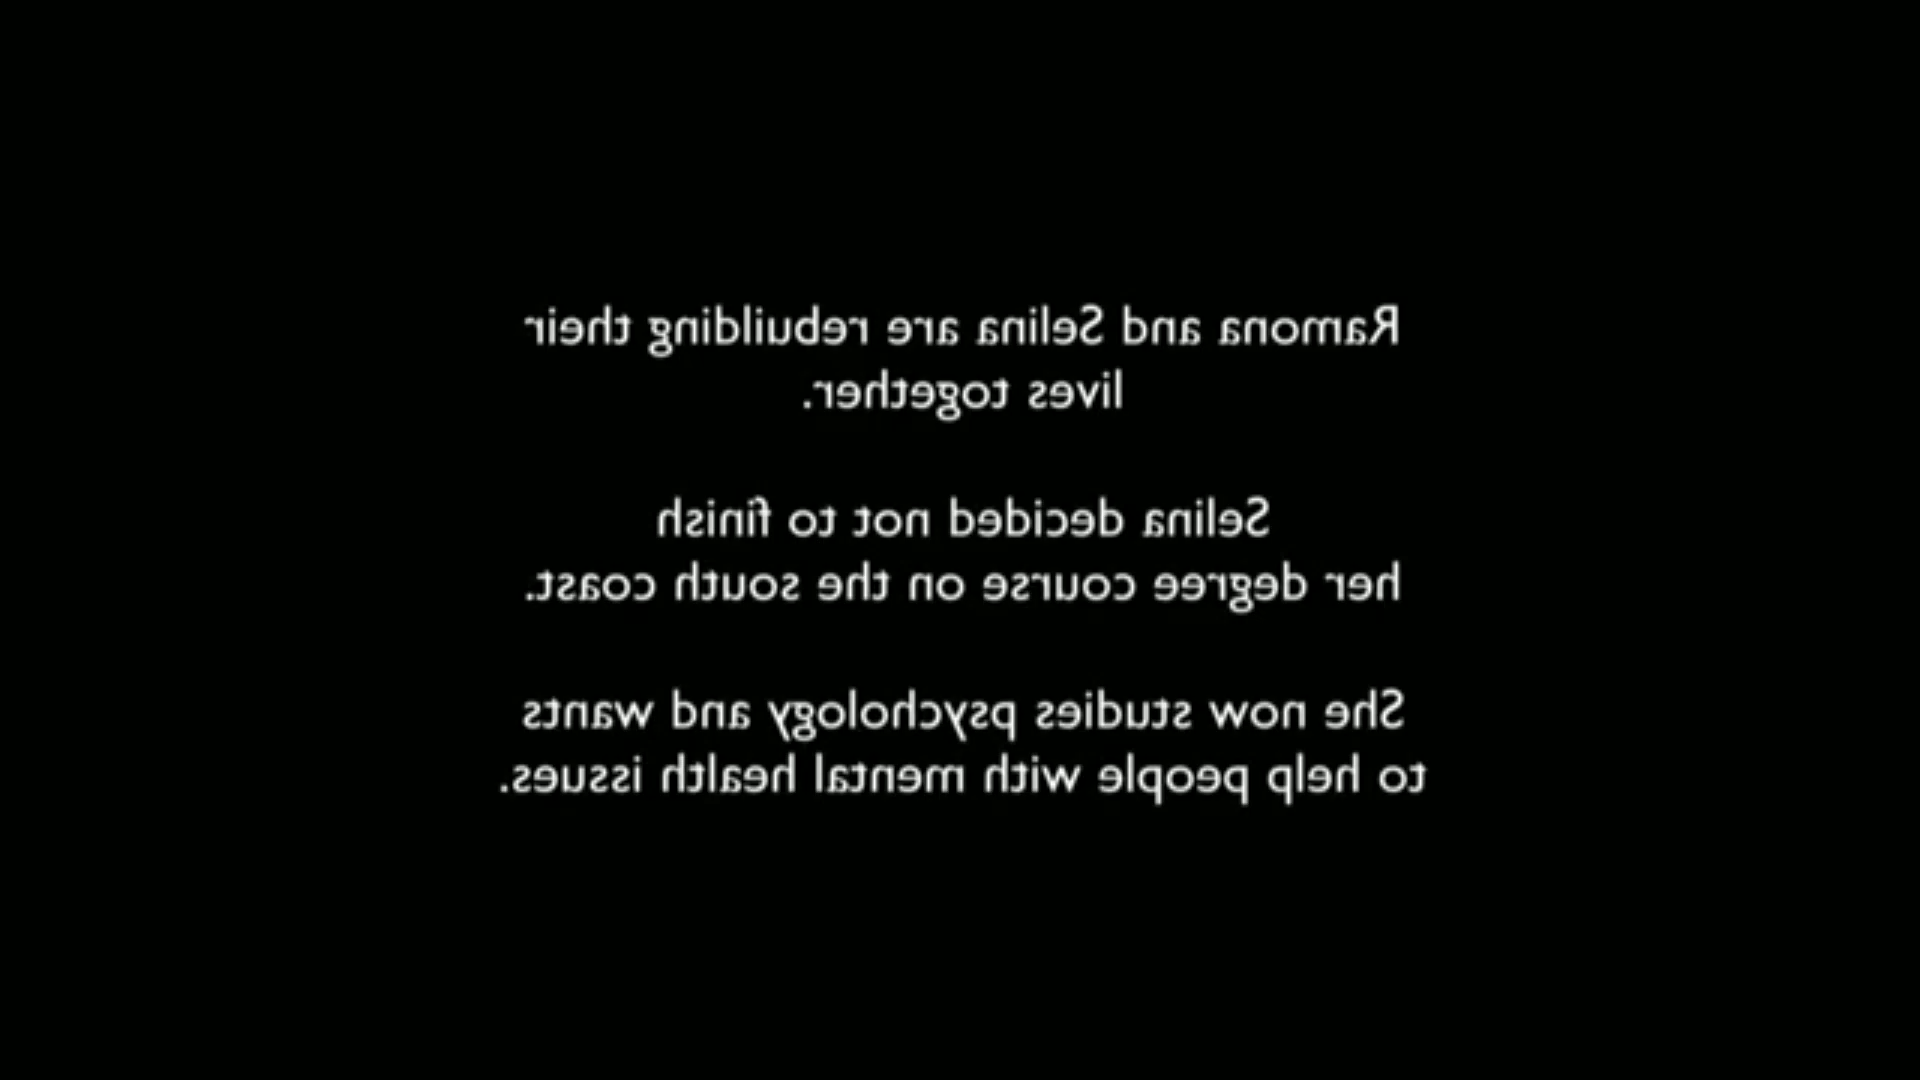 Ramona and Selina are rebuilding their
lives together.
Selina decided not to finish
her degree course on the south coast.
She now studies psychology and wants
to help people with mental health issues.